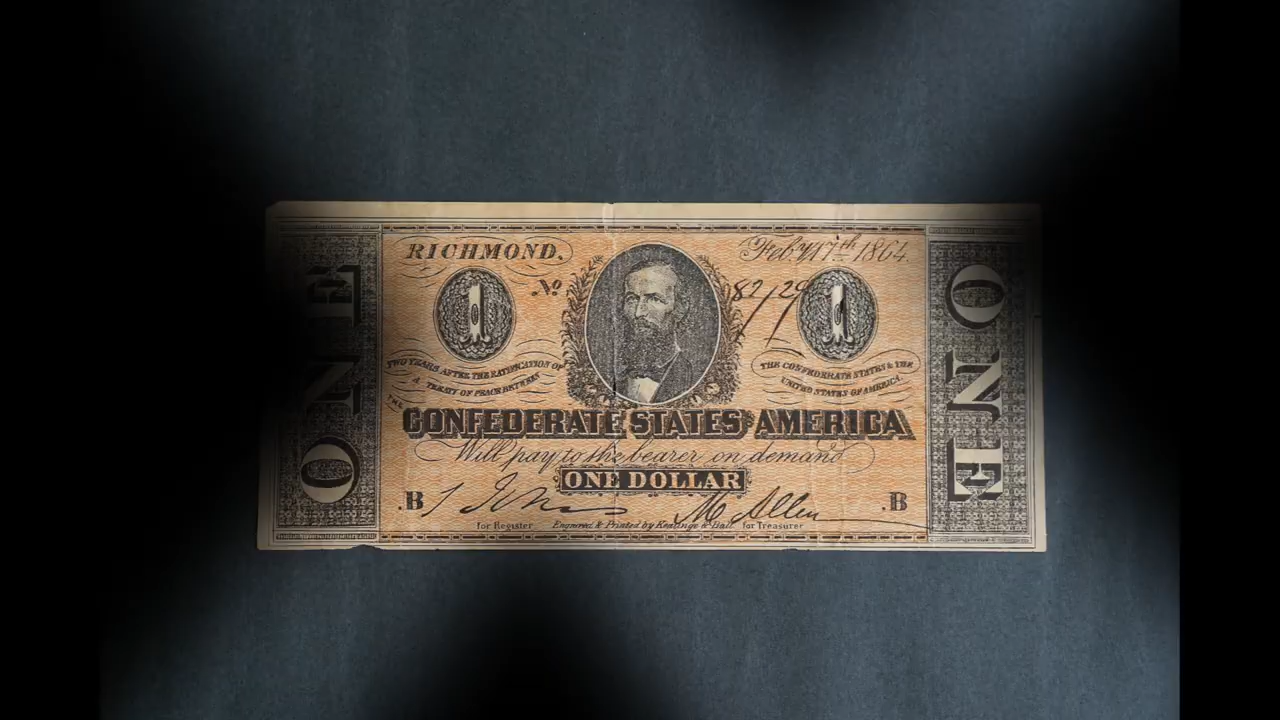 RICHMOND,
Feby 17th 1864.
No
1
1
TWO YEARS AFTER THE RATIFICATION OF
A TREATY OF PEACE BETWEEN
THE CONFEDERATE STATES & THE
UNITED STATES OF AMERICA
THE
CONFEDERATE STATES AMERICA
Will pay to the bearer on demand
ONE DOLLAR
.B
.B
for Register
Engraved & Printed by Keatinge & Ball
for Treasurer
ONE
ONE